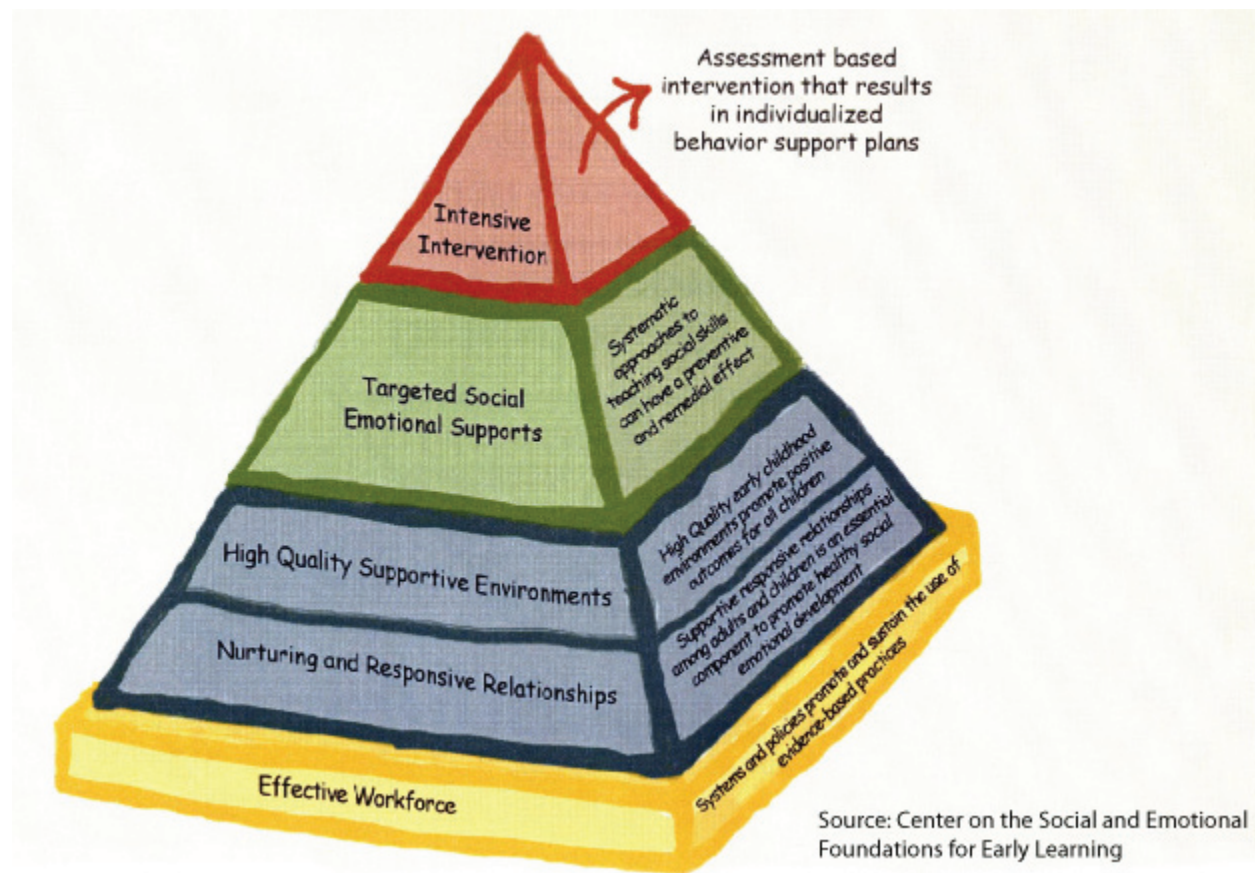 Assessment based
intervention that results
in individualized
behavior support plans
Intensive
Intervention
Targeted Social
Emotional Supports
Systematic
approaches to
teaching social skills
can have a preventive
and remedial effect
High Quality Supportive Environments
High Quality early childhood
environments promote positive
outcomes for all children
Nurturing and Responsive Relationships
Supportive responsive relationships
among adults and children is an essential
component to promote healthy social
emotional development
Effective Workforce
Systems and policies promote and sustain the use of
evidence-based practices
Source: Center on the Social and Emotional
Foundations for Early Learning